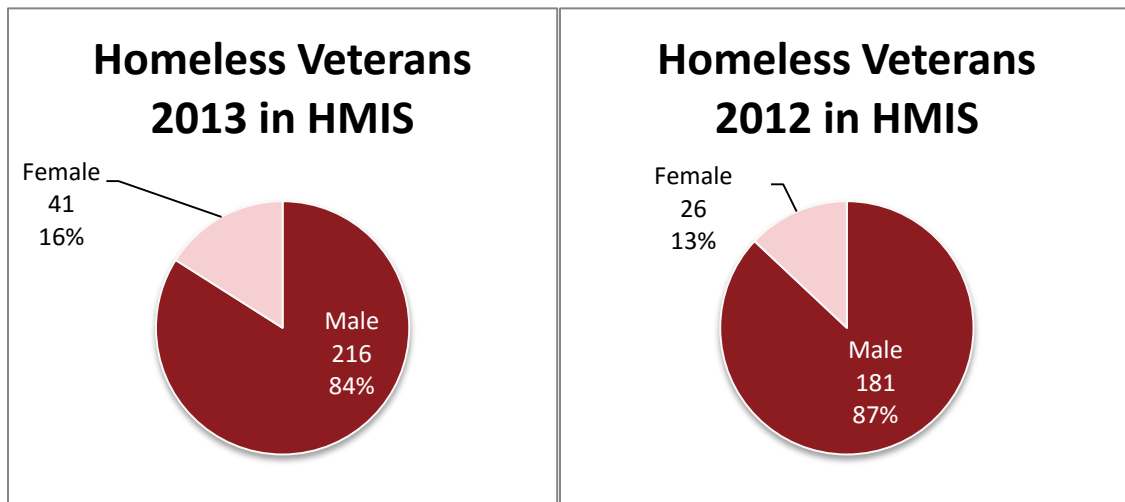 Homeless Veterans
2013 in HMIS
Female
41
16%
Male
216
84%
Homeless Veterans
2012 in HMIS
Female
26
13%
Male
181
87%